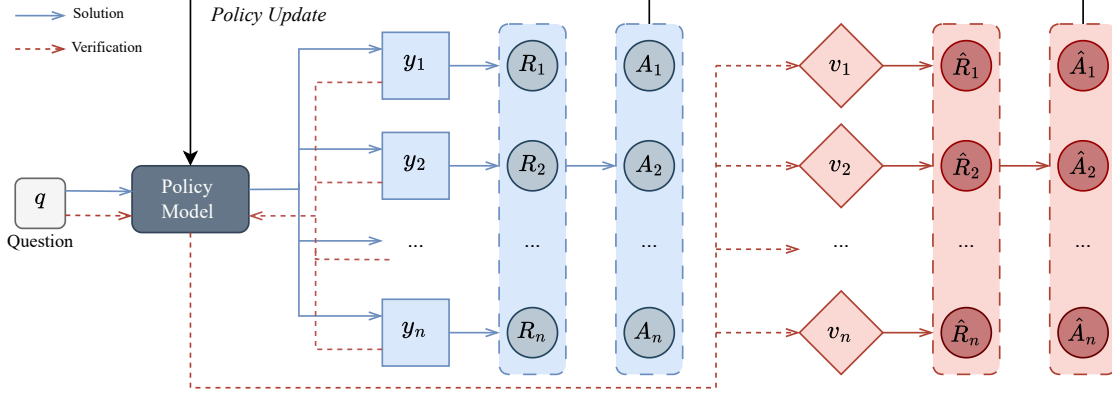 Solution
Policy Update
Verification
y₁ R₁ A₁ v₁ R̂₁ Â₁
y₂ R₂ A₂ v₂ R̂₂ Â₂
Policy
Model
q
Question
... ... ... ... ... ...
yₙ Rₙ Aₙ vₙ R̂ₙ Âₙ